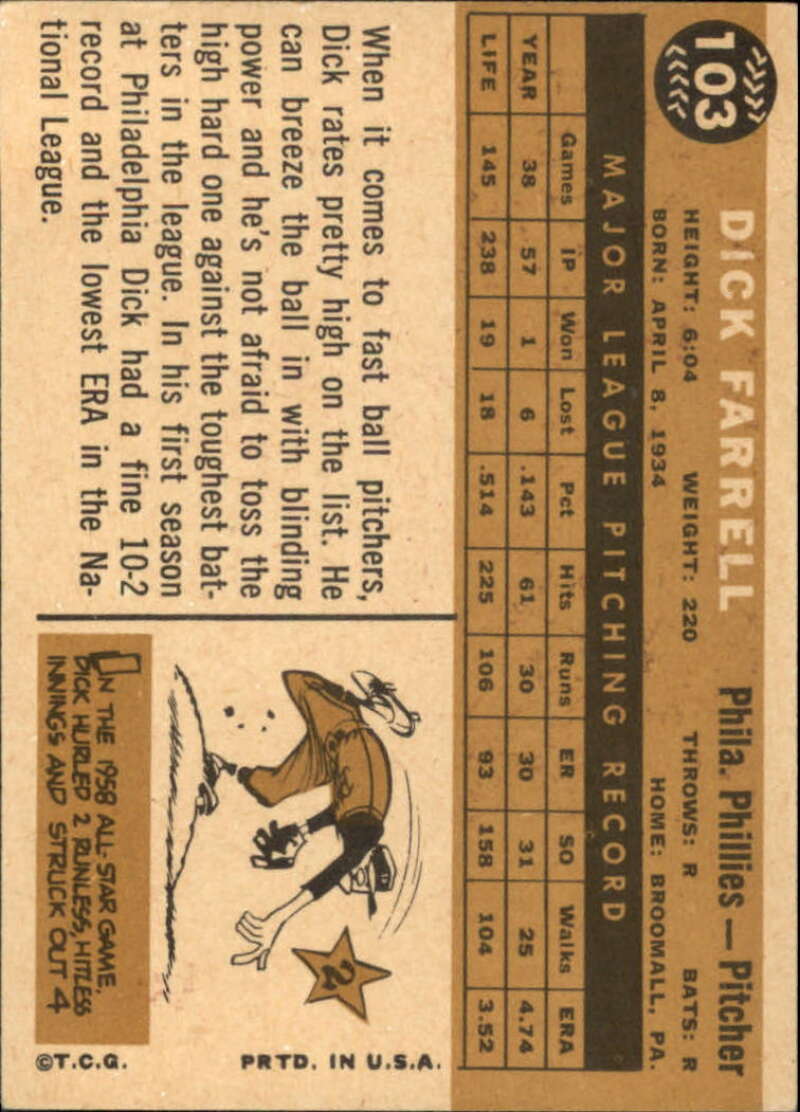 103
DICK FARRELL Phila. Phillies — Pitcher
HEIGHT: 6:04 WEIGHT: 220 THROWS: R BATS: R
BORN: APRIL 8, 1934 HOME: BROOMALL, PA.
MAJOR LEAGUE PITCHING RECORD
Games IP Won Lost Pct Hits Runs ER SO Walks ERA
YEAR 38 57 1 6 .143 61 30 30 31 25 4.74
LIFE 145 238 19 18 .514 225 106 93 158 104 3.52
When it comes to fast ball pitchers,
Dick rates pretty high on the list. He
can breeze the ball in with blinding
power and he's not afraid to toss the
high hard one against the toughest bat-
ters in the league. In his first season
at Philadelphia Dick had a fine 10-2
record and the lowest ERA in the Na-
tional League.
2
IN THE 1958 ALL-STAR GAME,
DICK HURLED 2 RUNLESS, HITLESS
INNINGS AND STRUCK OUT 4
©T.C.G. PRTD. IN U.S.A.